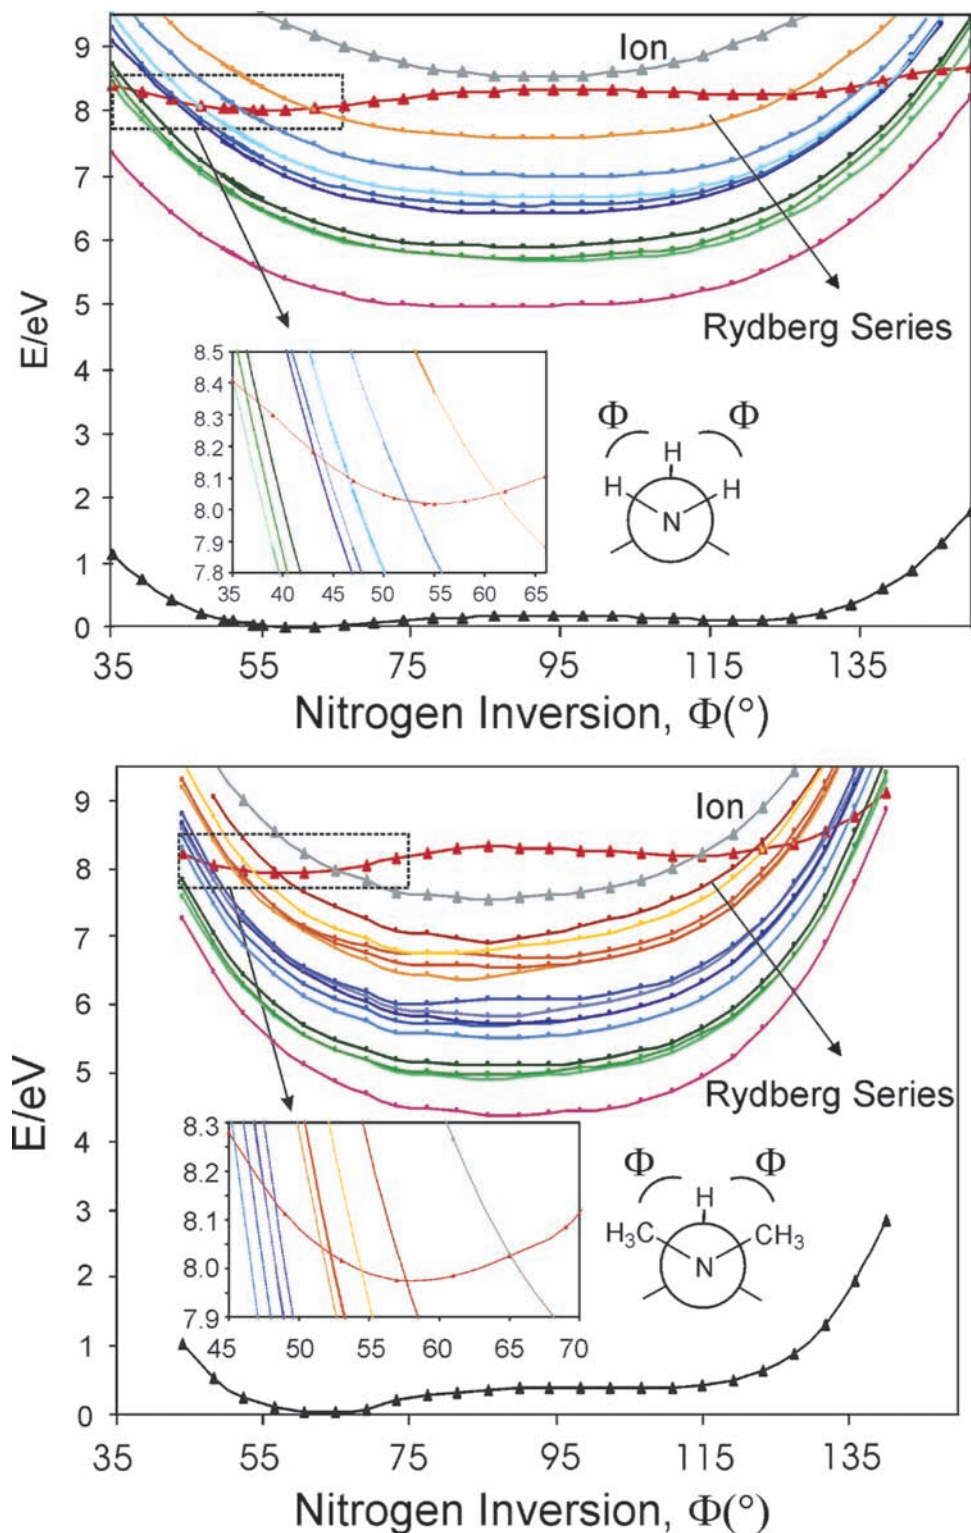 9
8
7
6
5
4
3
2
1
0
E/eV
Ion
Rydberg Series
8.5
8.4
8.3
8.2
8.1
8.0
7.9
7.8
35 40 45 50 55 60 65
Φ Φ
H
H H
N
35 55 75 95 115 135
Nitrogen Inversion, Φ(°)
9
8
7
6
5
4
3
2
1
0
E/eV
Ion
Rydberg Series
8.3
8.2
8.1
8.0
7.9
45 50 55 60 65 70
Φ Φ
H
H₃C CH₃
N
35 55 75 95 115 135
Nitrogen Inversion, Φ(°)